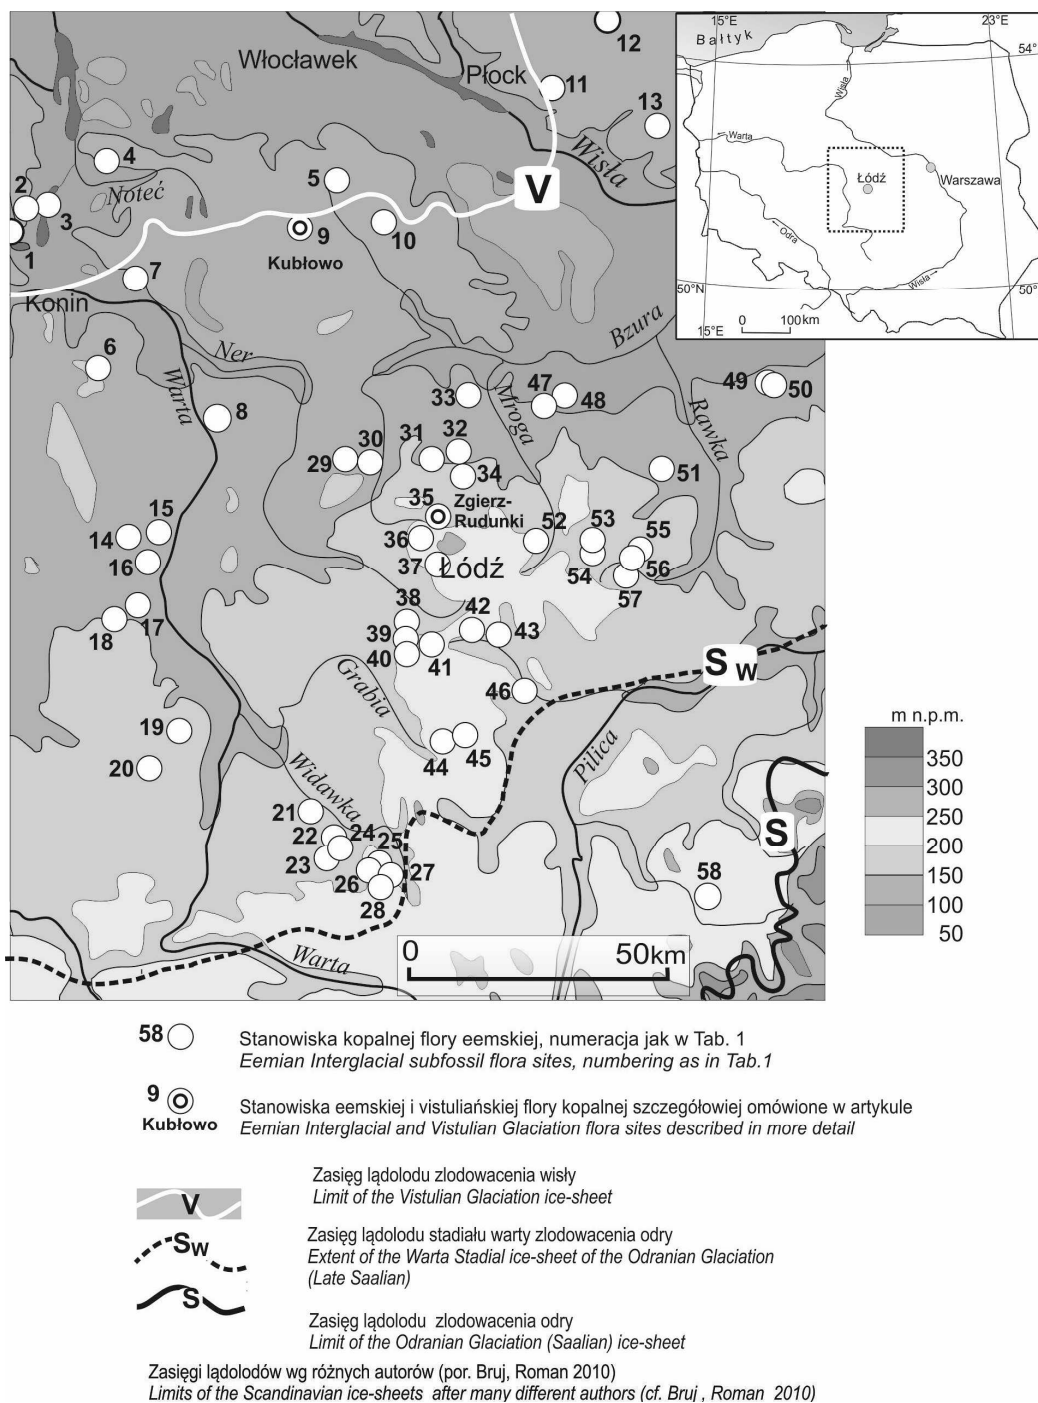 Włocławek
Płock
12
11
13
Wisła
4
5
Noteć
2
3
1
V
9
10
Kubłowo
7
Konin
6
Ner
Warta
8
Bzura
33
Mroga
47
48
49
50
Rawka
31
32
29
30
34
51
35
Zgierz-
Rudunki
15
14
16
36
52
53
55
37
Łódź
54
56
57
18
17
38
42
43
39
40
41
Grabia
46
Sw
19
20
44
45
Pilica
Widawka
21
22
24
25
23
26
27
28
58
S
Warta
0 50km
15°E
23°E
Bałtyk
54°
Wisła
Warta
Łódź
Warszawa
Odra
Wisła
50°N
50°
0 100km
15°E
m n.p.m.
350
300
250
200
150
100
50
58
Stanowiska kopalnej flory eemskiej, numeracja jak w Tab. 1
Eemian Interglacial subfossil flora sites, numbering as in Tab.1
9
Kubłowo
Stanowiska eemskiej i vistuliańskiej flory kopalnej szczegółowiej omówione w artykule
Eemian Interglacial and Vistulian Glaciation flora sites described in more detail
V
Zasięg lądolodu zlodowacenia wisły
Limit of the Vistulian Glaciation ice-sheet
Sw
Zasięg lądolodu stadiału warty zlodowacenia odry
Extent of the Warta Stadial ice-sheet of the Odranian Glaciation
(Late Saalian)
S
Zasięg lądolodu zlodowacenia odry
Limit of the Odranian Glaciation (Saalian) ice-sheet
Zasięgi lądolodów wg różnych autorów (por. Bruj, Roman 2010)
Limits of the Scandinavian ice-sheets after many different authors (cf. Bruj , Roman 2010)